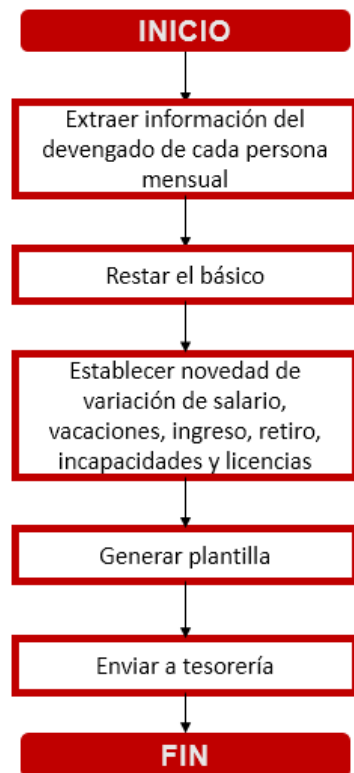 INICIO
Extraer información del
devengado de cada persona
mensual
Restar el básico
Establecer novedad de
variación de salario,
vacaciones, ingreso, retiro,
incapacidades y licencias
Generar plantilla
Enviar a tesorería
FIN